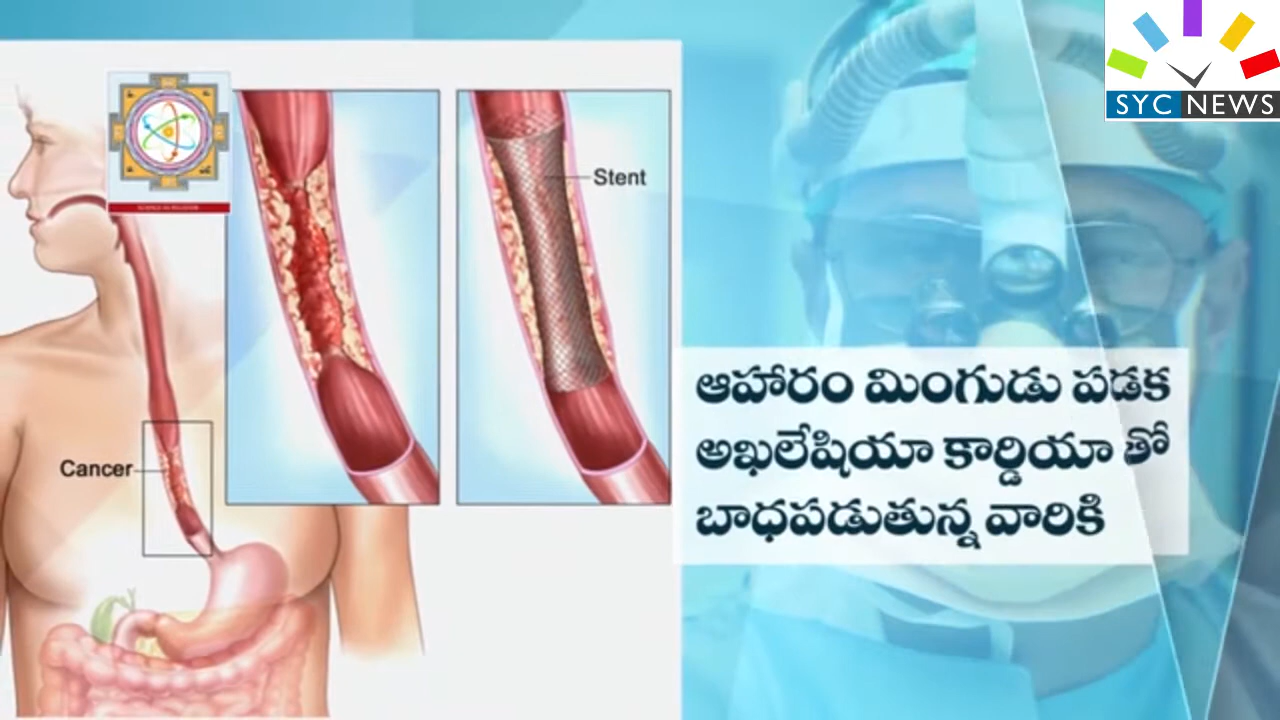 SYC NEWS
Stent
Cancer
ఆహారం మింగుడు పడక
అఖలేషియా కార్డియా తో
బాధపడుతున్న వారికి